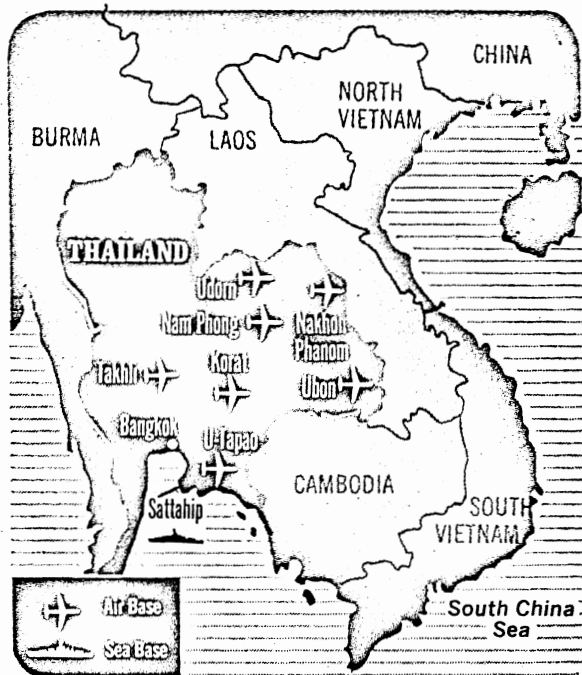 CHINA
NORTH
VIETNAM
BURMA
LAOS
THAILAND
Udorn
Nam Phong
Nakhon
Phanom
Takhli
Korat
Ubon
Bangkok
U-Tapao
CAMBODIA
Sattahip
SOUTH
VIETNAM
Air Base
Sea Base
South China
Sea